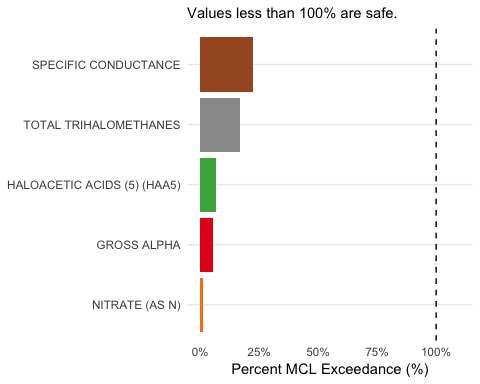 Values less than 100% are safe.
SPECIFIC CONDUCTANCE
TOTAL TRIHALOMETHANES
HALOACETIC ACIDS (5) (HAA5)
GROSS ALPHA
NITRATE (AS N)
0% 25% 50% 75% 100%
Percent MCL Exceedance (%)